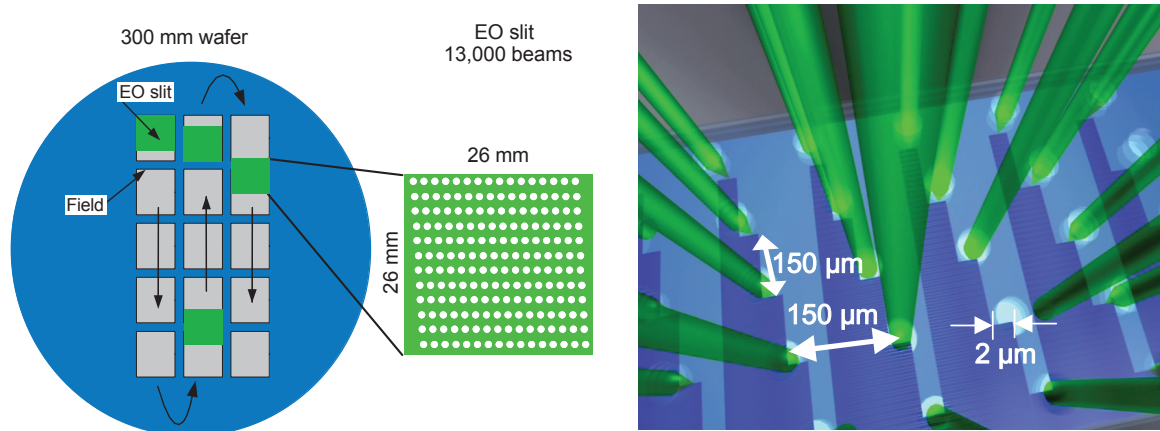 300 mm wafer
EO slit
Field
EO slit
13,000 beams
26 mm
26 mm
150 µm
150 µm
2 µm